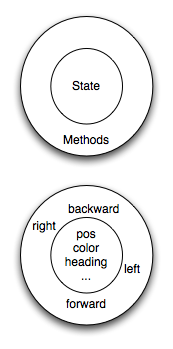 State
Methods
backward
right
pos
color
heading
...
left
forward